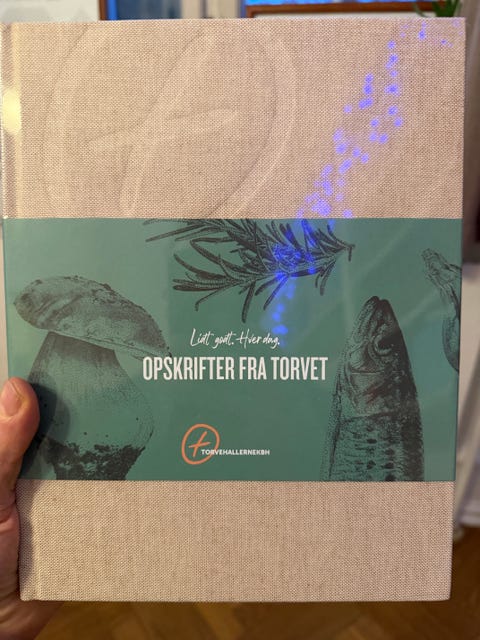 Lidt godt. Hver dag.
OPSKRIFTER FRA TORVET
TORVEHALLERNEKBH